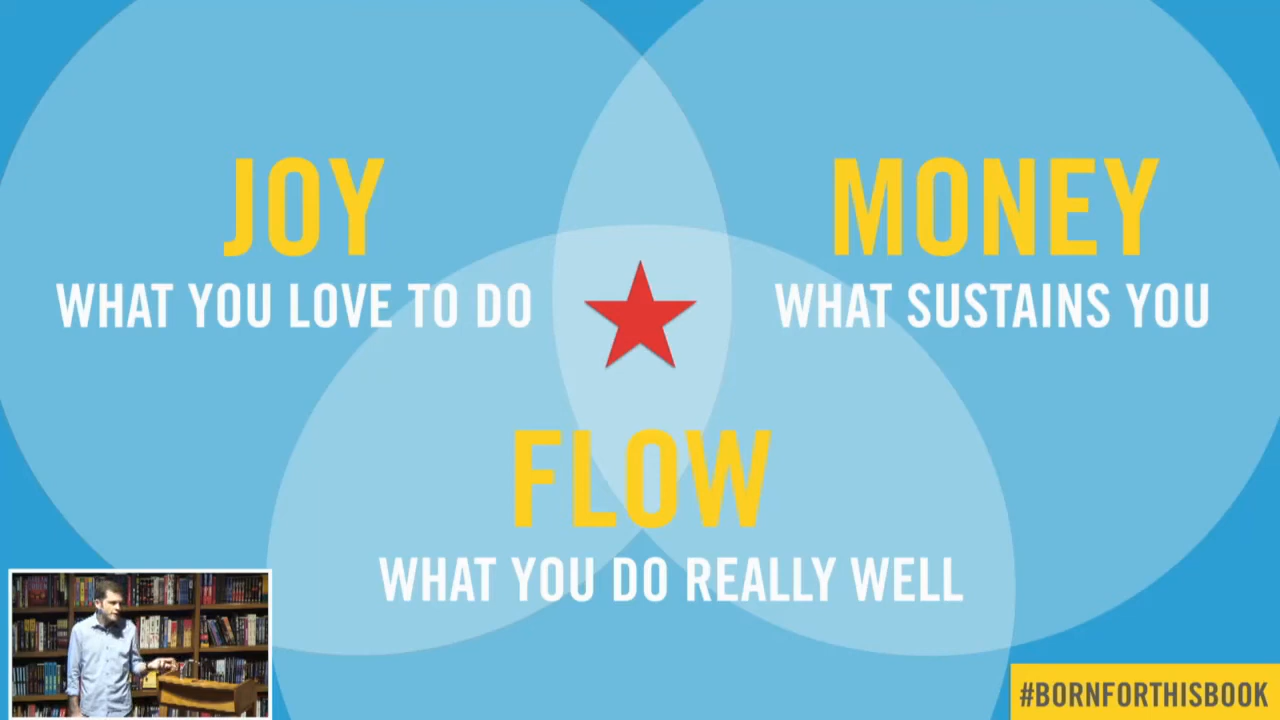 JOY
WHAT YOU LOVE TO DO
MONEY
WHAT SUSTAINS YOU
FLOW
WHAT YOU DO REALLY WELL
#BORNFORTHISBOOK